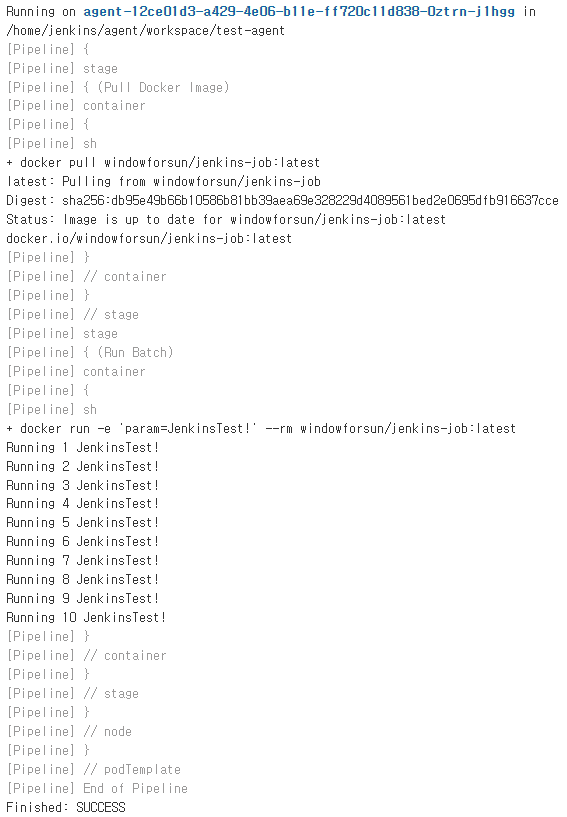 Running on agent-12ce01d3-a429-4e06-b11e-ff720c11d838-0ztrn-j1hgg in
/home/jenkins/agent/workspace/test-agent
[Pipeline] {
[Pipeline] stage
[Pipeline] { (Pull Docker Image)
[Pipeline] container
[Pipeline] {
[Pipeline] sh
+ docker pull windowforsun/jenkins-job:latest
latest: Pulling from windowforsun/jenkins-job
Digest: sha256:db95e49b66b10586b81bb39aea69e328229d4089561bed2e0695dfb916637cce
Status: Image is up to date for windowforsun/jenkins-job:latest
docker.io/windowforsun/jenkins-job:latest
[Pipeline] }
[Pipeline] // container
[Pipeline] }
[Pipeline] // stage
[Pipeline] stage
[Pipeline] { (Run Batch)
[Pipeline] container
[Pipeline] {
[Pipeline] sh
+ docker run -e 'param=JenkinsTest!' --rm windowforsun/jenkins-job:latest
Running 1 JenkinsTest!
Running 2 JenkinsTest!
Running 3 JenkinsTest!
Running 4 JenkinsTest!
Running 5 JenkinsTest!
Running 6 JenkinsTest!
Running 7 JenkinsTest!
Running 8 JenkinsTest!
Running 9 JenkinsTest!
Running 10 JenkinsTest!
[Pipeline] }
[Pipeline] // container
[Pipeline] }
[Pipeline] // stage
[Pipeline] }
[Pipeline] // node
[Pipeline] }
[Pipeline] // podTemplate
[Pipeline] End of Pipeline
Finished: SUCCESS